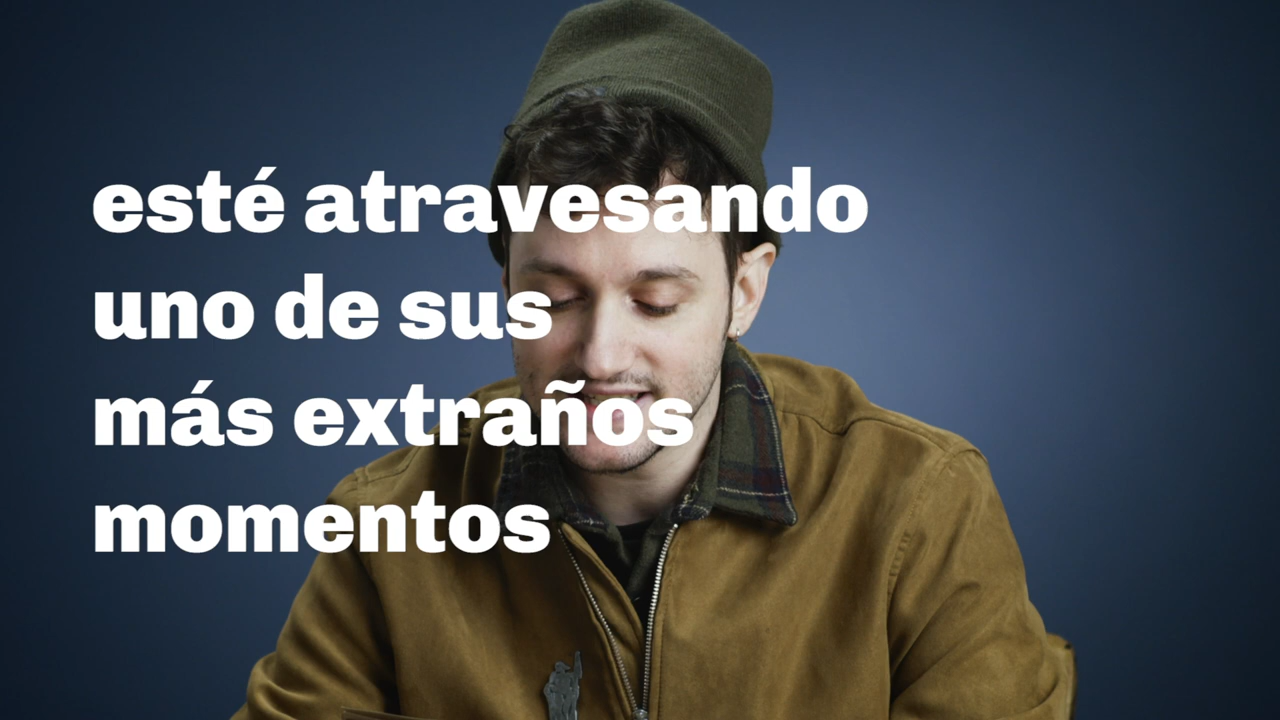 esté atravesando
uno de sus
más extraños
momentos